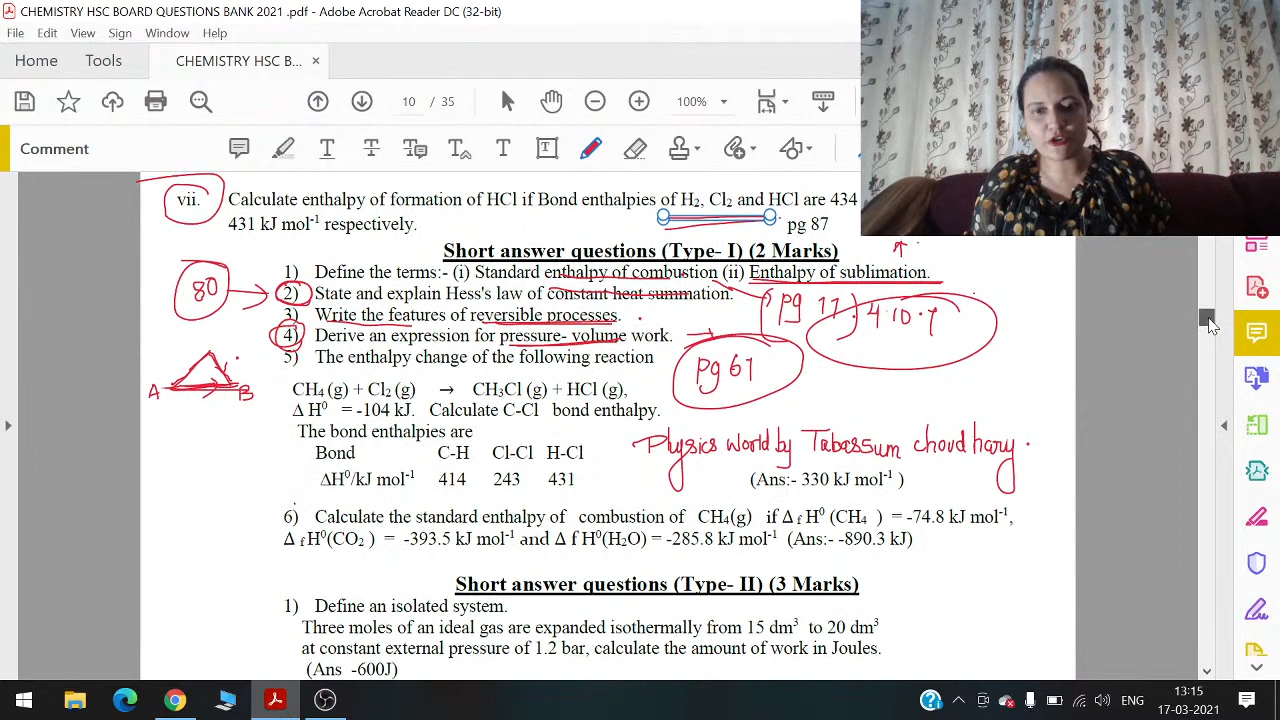 CHEMISTRY HSC BOARD QUESTIONS BANK 2021 .pdf - Adobe Acrobat Reader DC (32-bit)
File Edit View Sign Window Help
Home Tools CHEMISTRY HSC B... ×
10 / 35 100%
Comment
vii. Calculate enthalpy of formation of HCl if Bond enthalpies of H₂, Cl₂ and HCl are 434
431 kJ mol⁻¹ respectively. pg 87
Short answer questions (Type- I) (2 Marks)
1) Define the terms:- (i) Standard enthalpy of combustion (ii) Enthalpy of sublimation.
80 2) State and explain Hess's law of constant heat summation. pg 77. 4.10.7
3) Write the features of reversible processes.
4) Derive an expression for pressure- volume work.
5) The enthalpy change of the following reaction pg 67
A B
CH₄ (g) + Cl₂ (g) → CH₃Cl (g) + HCl (g),
Δ H⁰ = -104 kJ. Calculate C-Cl bond enthalpy.
The bond enthalpies are
Physics world by Tabassum choudhary.
Bond C-H Cl-Cl H-Cl
ΔH⁰/kJ mol⁻¹ 414 243 431 (Ans:- 330 kJ mol⁻¹ )
6) Calculate the standard enthalpy of combustion of CH₄(g) if Δ f H⁰ (CH₄ ) = -74.8 kJ mol⁻¹,
Δ f H⁰(CO₂ ) = -393.5 kJ mol⁻¹ and Δ f H⁰(H₂O) = -285.8 kJ mol⁻¹ (Ans:- -890.3 kJ)
Short answer questions (Type- II) (3 Marks)
1) Define an isolated system.
Three moles of an ideal gas are expanded isothermally from 15 dm³ to 20 dm³
at constant external pressure of 1.2 bar, calculate the amount of work in Joules.
(Ans -600J)
ENG 13:15
17-03-2021